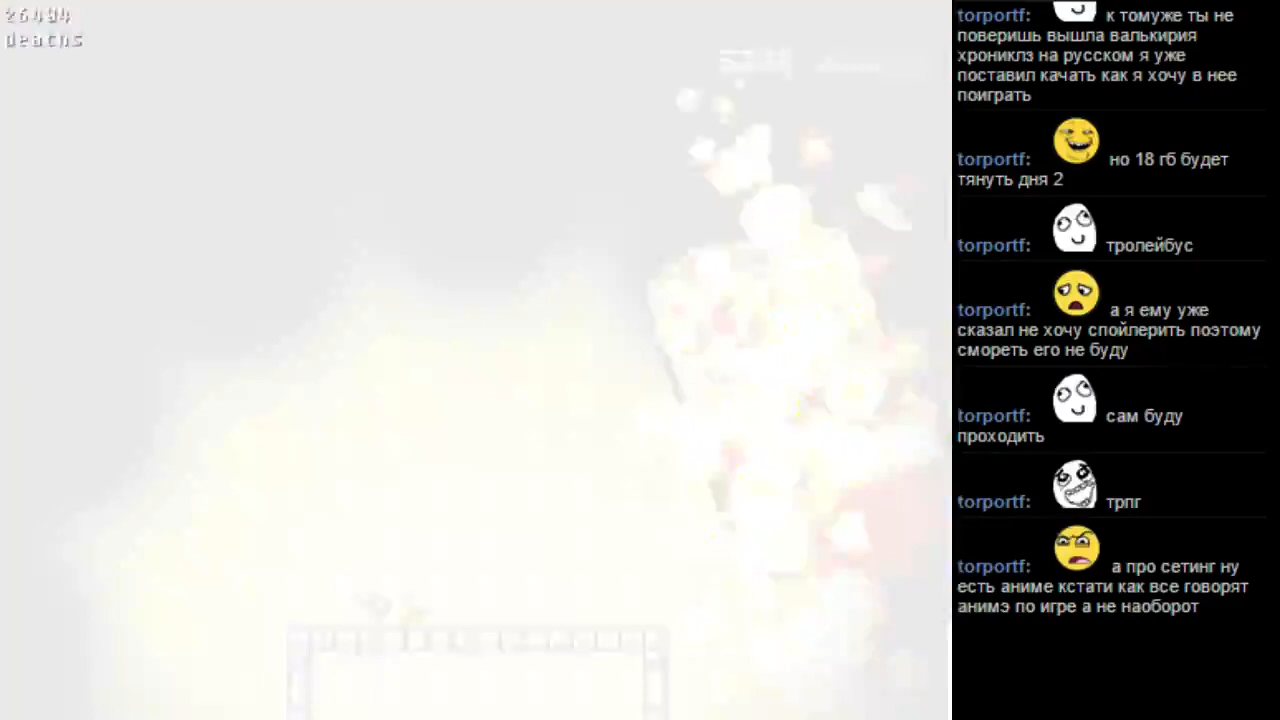 deaths
torportf: к томуже ты не
поверишь вышла валькирия
хрониклз на русском я уже
поставил качать как я хочу в нее
поиграть
torportf: но 18 гб будет
тянуть дня 2
torportf: тролейбус
torportf: а я ему уже
сказал не хочу спойлерить поэтому
смореть его не буду
torportf: сам буду
проходить
torportf: трпг
torportf: а про сетинг ну
есть аниме кстати как все говорят
анимэ по игре а не наоборот